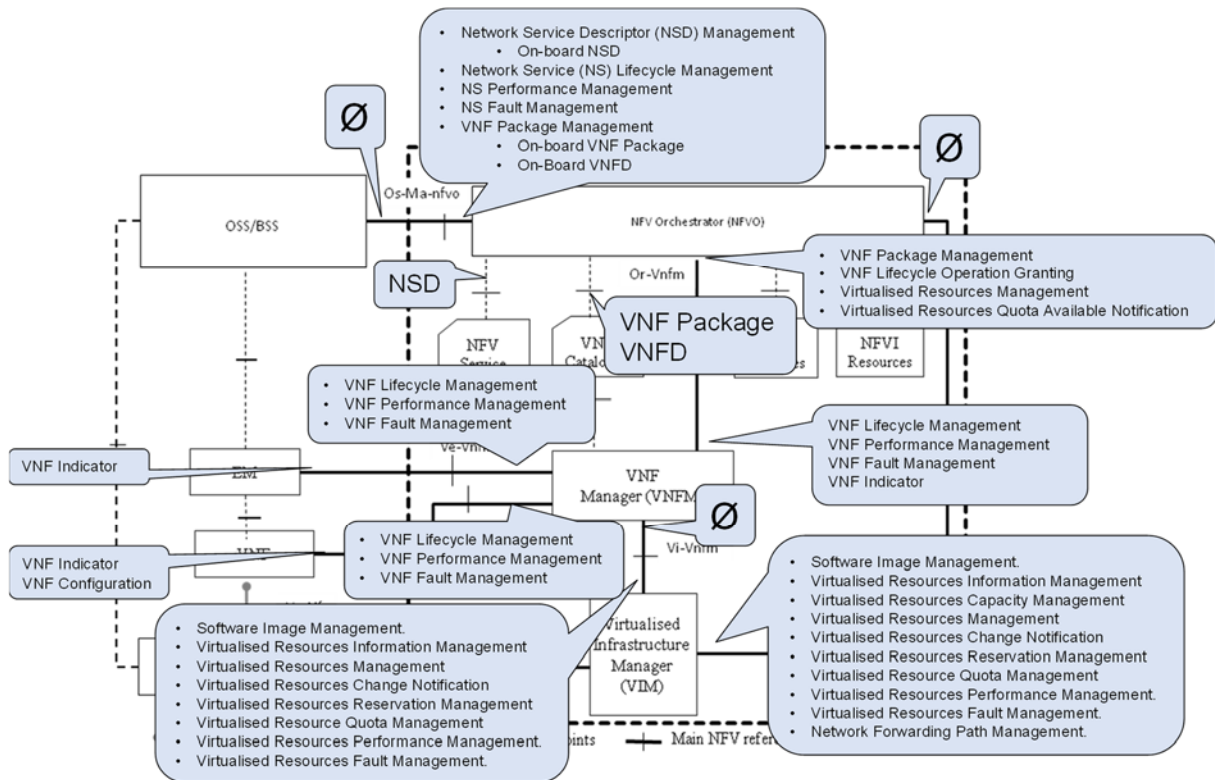 • Network Service Descriptor (NSD) Management
• On-board NSD
• Network Service (NS) Lifecycle Management
• NS Performance Management
• NS Fault Management
• VNF Package Management
• On-board VNF Package
• On-Board VNFD
Ø
Ø
Os-Ma-nfvo
OSS/BSS
NFV Orchestrator (NFVO)
NSD
Or-Vnfm
• VNF Package Management
• VNF Lifecycle Operation Granting
• Virtualised Resources Management
• Virtualised Resources Quota Available Notification
VNF Package
VNFD
NFV
Service
NFVI
Resources
• VNF Lifecycle Management
• VNF Performance Management
• VNF Fault Management
VNF Lifecycle Management
VNF Performance Management
VNF Fault Management
VNF Indicator
VNF Indicator
EM
VNF
Manager (VNFM
Ø
Vi-Vnfm
VNF Indicator
VNF Configuration
VNF
• VNF Lifecycle Management
• VNF Performance Management
• VNF Fault Management
Virtualised
Infrastructure
Manager
(VIM)
• Software Image Management.
• Virtualised Resources Information Management
• Virtualised Resources Management
• Virtualised Resources Change Notification
• Virtualised Resources Reservation Management
• Virtualised Resource Quota Management
• Virtualised Resources Performance Management.
• Virtualised Resources Fault Management.
• Software Image Management.
• Virtualised Resources Information Management
• Virtualised Resources Capacity Management
• Virtualised Resources Management
• Virtualised Resources Change Notification
• Virtualised Resources Reservation Management
• Virtualised Resource Quota Management
• Virtualised Resources Performance Management.
• Virtualised Resources Fault Management.
• Network Forwarding Path Management.
Main NFV